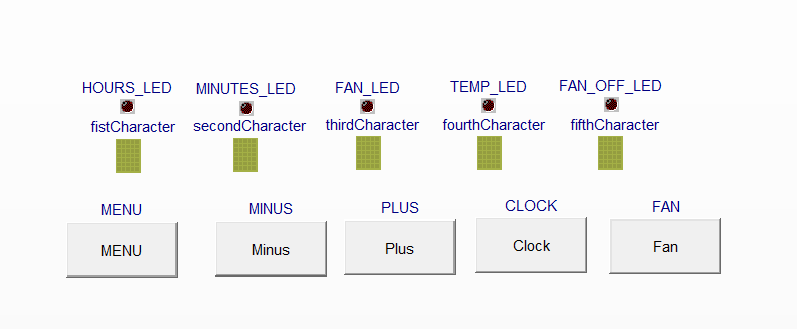 HOURS_LED MINUTES_LED FAN_LED TEMP_LED FAN_OFF_LED
fistCharacter secondCharacter thirdCharacter fourthCharacter fifthCharacter
MENU MINUS PLUS CLOCK FAN
MENU Minus Plus Clock Fan